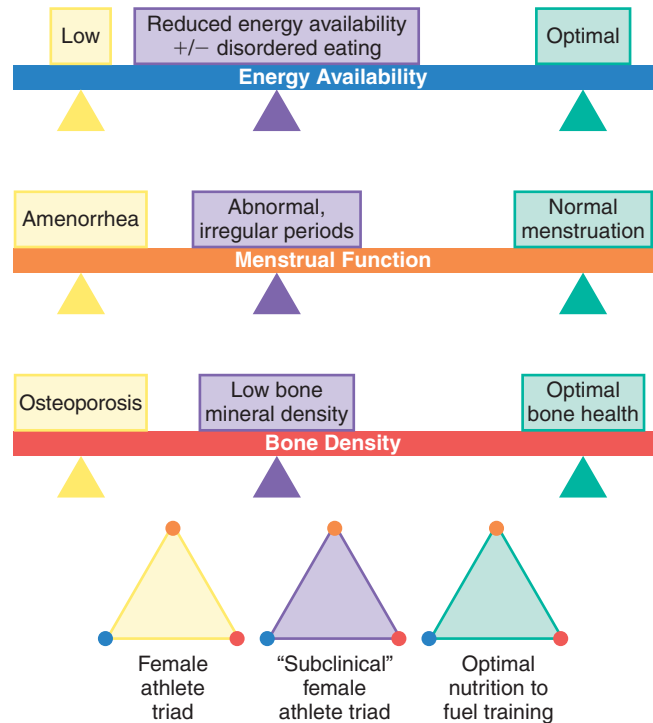 Low
Reduced energy availability
+/− disordered eating
Optimal
Energy Availability
Amenorrhea
Abnormal,
irregular periods
Normal
menstruation
Menstrual Function
Osteoporosis
Low bone
mineral density
Optimal
bone health
Bone Density
Female
athlete
triad
“Subclinical”
female
athlete triad
Optimal
nutrition to
fuel training